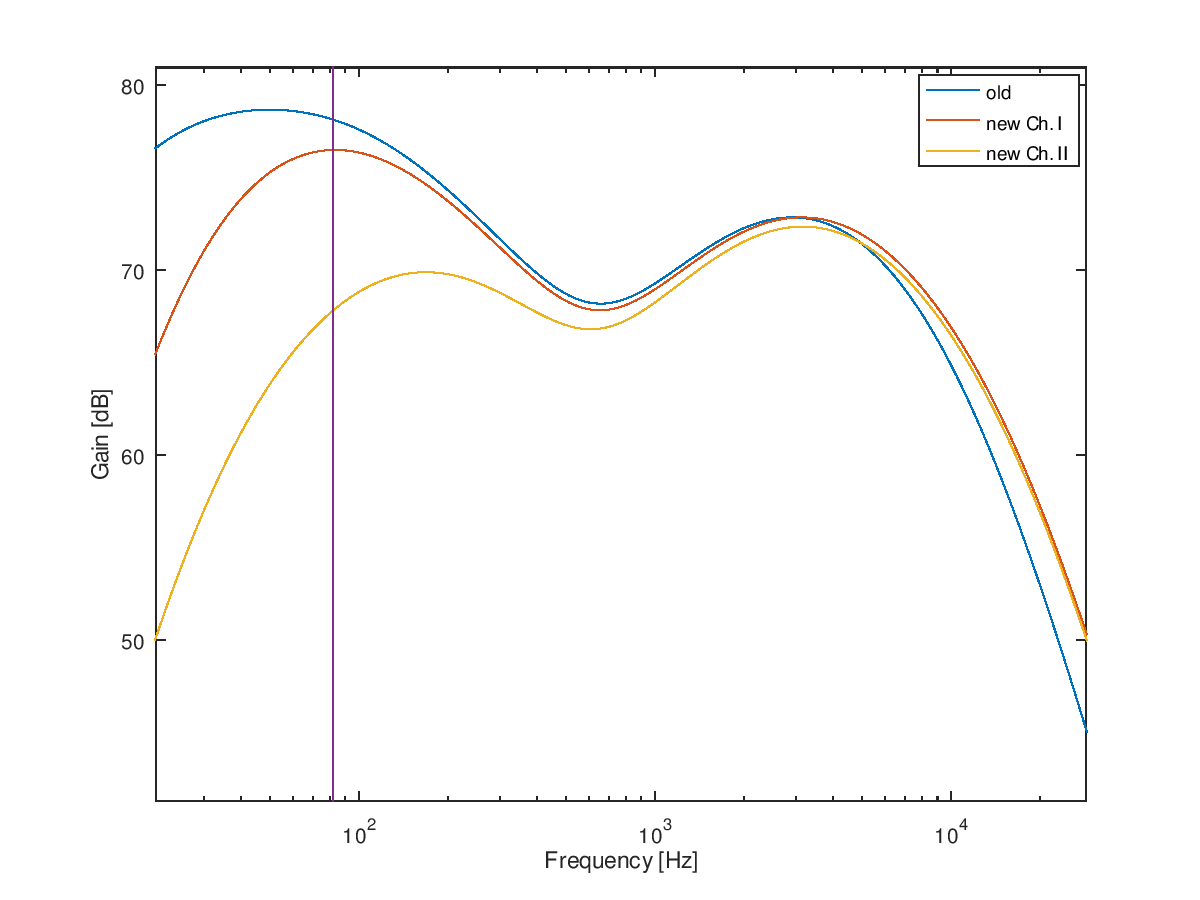 80
70
60
50
Gain [dB]
old
new Ch. I
new Ch. II
10^2
10^3
10^4
Frequency [Hz]